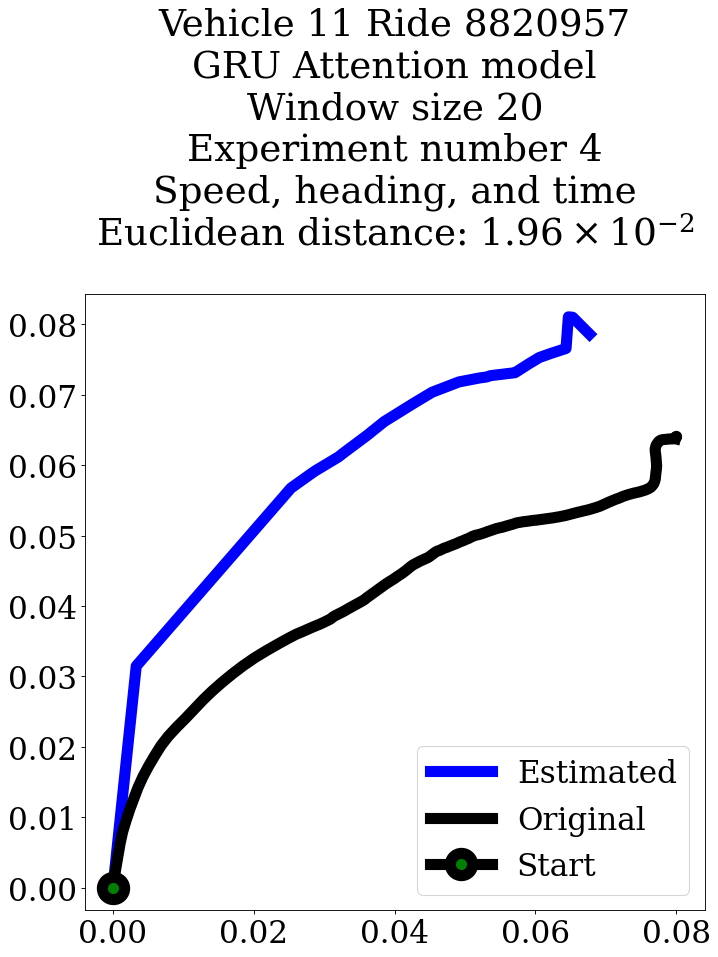 Vehicle 11 Ride 8820957
GRU Attention model
Window size 20
Experiment number 4
Speed, heading, and time
Euclidean distance: 1.96 × 10⁻²
0.08
0.07
0.06
0.05
0.04
0.03
0.02
0.01
0.00
Estimated
Original
Start
0.00 0.02 0.04 0.06 0.08